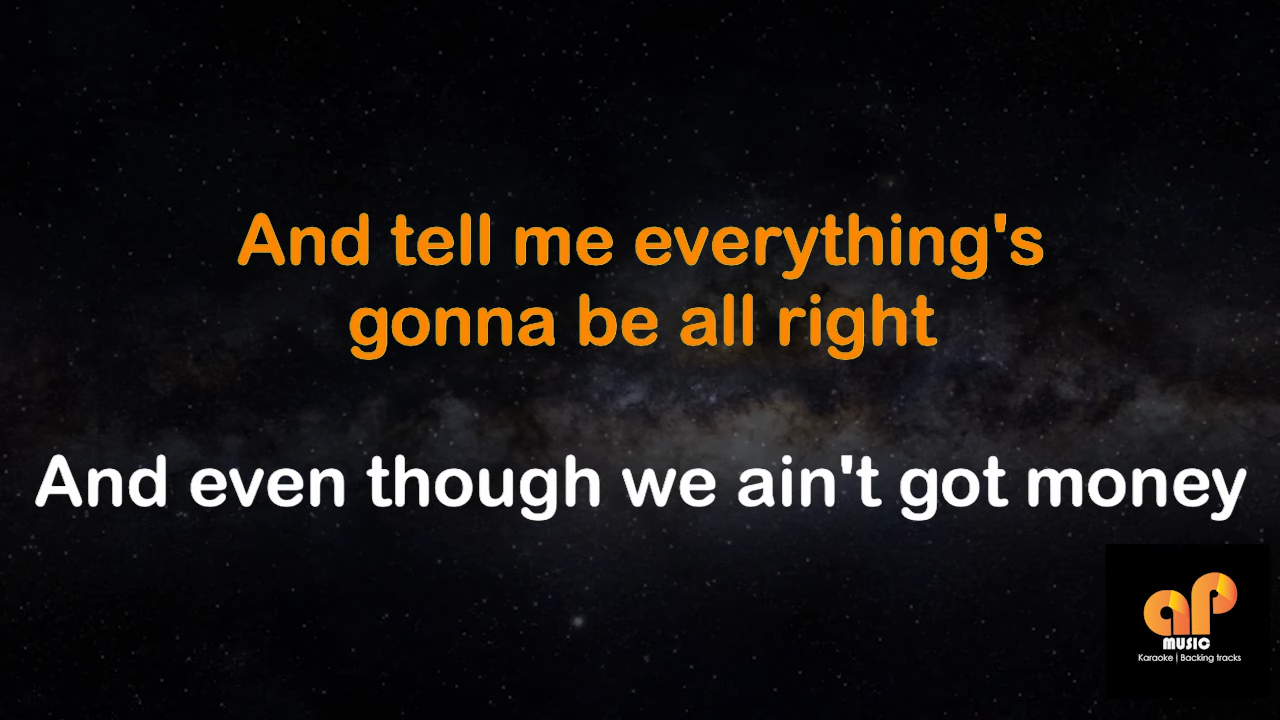 And tell me everything's
gonna be all right
And even though we ain't got money
aP
MUSIC
Karaoke | Backing tracks